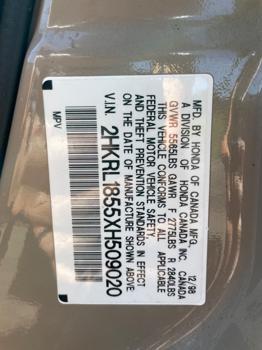 MFD. BY HONDA OF CANADA MFG. 12/98
A DIVISION OF HONDA CANADA INC. CANADA
GVWR 5565LBS GAWR F 2775LBS R 2840LBS
THIS VEHICLE CONFORMS TO ALL APPLICABLE
FEDERAL MOTOR VEHICLE SAFETY
AND THEFT PREVENTION STANDARDS IN EFFECT
ON THE DATE OF MANUFACTURE SHOWN ABOVE
V.I.N. 2HKRL1855XH509020
MPV